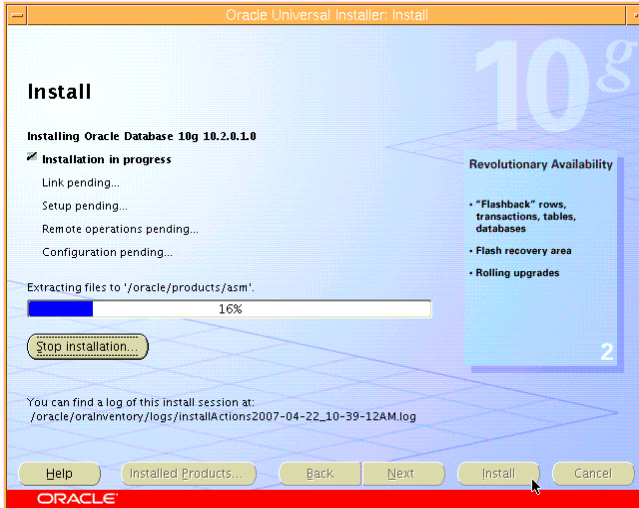 Oracle Universal Installer: Install
10g
Install
Installing Oracle Database 10g 10.2.0.1.0
Installation in progress
Link pending...
Setup pending...
Remote operations pending...
Configuration pending...
Revolutionary Availability
• "Flashback" rows,
transactions, tables,
databases
• Flash recovery area
• Rolling upgrades
2
Extracting files to '/oracle/products/asm'.
16%
Stop installation...
You can find a log of this install session at:
/oracle/oraInventory/logs/installActions2007-04-22_10-39-12AM.log
Help
Installed Products...
Back
Next
Install
Cancel
ORACLE